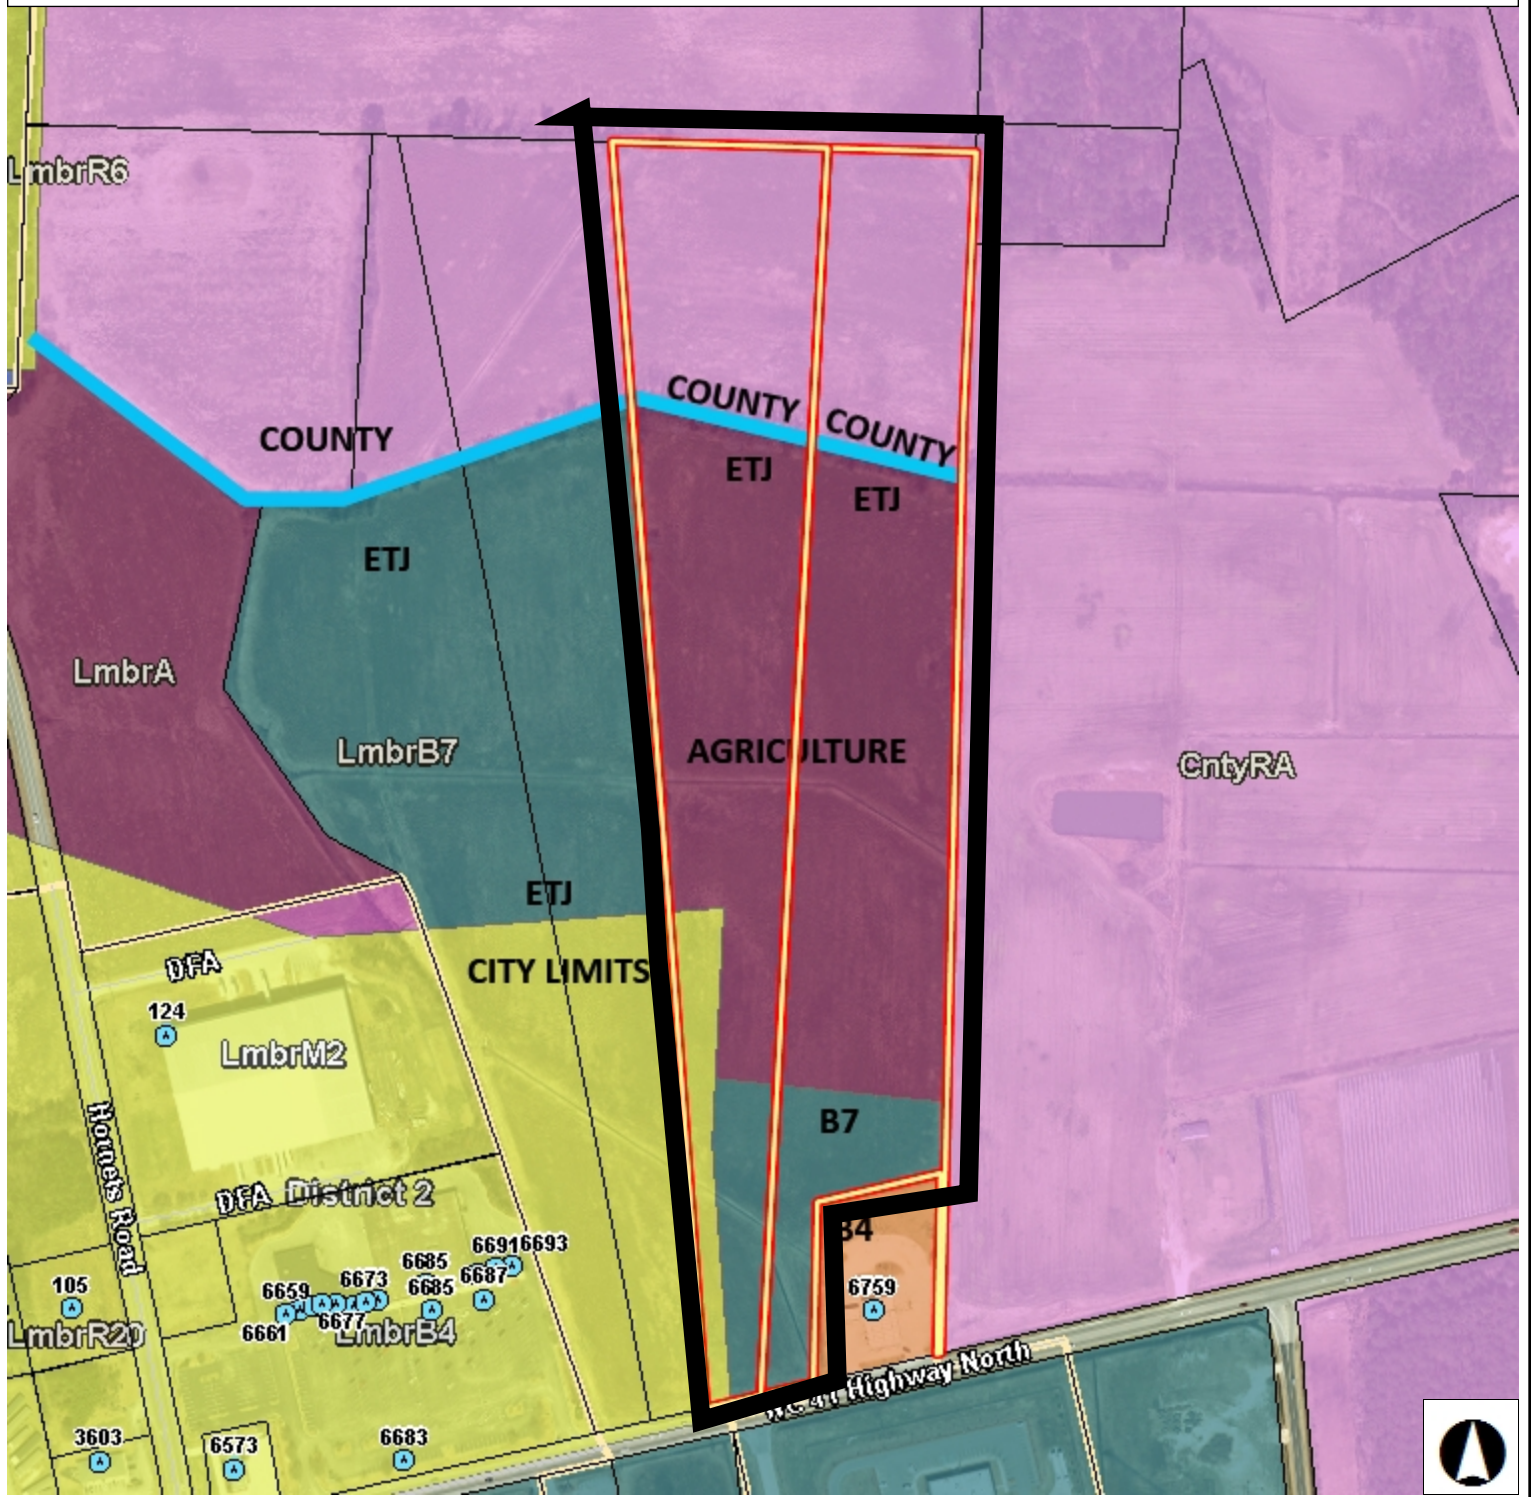 LmbrR6
COUNTY
COUNTY
COUNTY
ETJ
ETJ
ETJ
LmbrA
LmbrB7
AGRICULTURE
CntyRA
ETJ
CITY LIMITS
DFA
124
LmbrM2
B7
Hornets Road
DFA
District 2
B4
6691
6693
6685
6687
6673
6659
6685
105
6759
6677
6661
LmbrR20
LmbrB4
NC 41 Highway North
3603
6573
6683